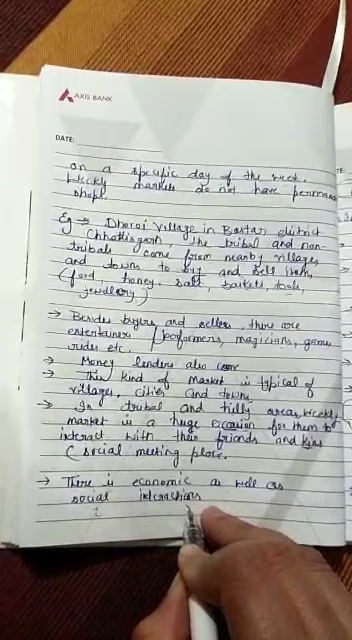 AXIS BANK
DATE:
on a specific day of the week.
Weekly markets do not have permane
shops.
Eg → Dhoroi Village in Bastar district
Chhattisgarh, the tribal and non-
tribals come from nearby villages
and towns to buy and sell item,
(food, honey, salt, baskets, tools,
jewellory,)
→ Besides buyers and sellers, there are
entertainers / performers, magicians, game
rides etc.
→ Money lenders also come
→ This kind of market is typical of
villages, cities and towns,
→ In tribal and hilly areas, weekly
market is a huge occasion for them to
interact with their friends and kins
(social meeting place.
→ There is economic as well as
social interactions